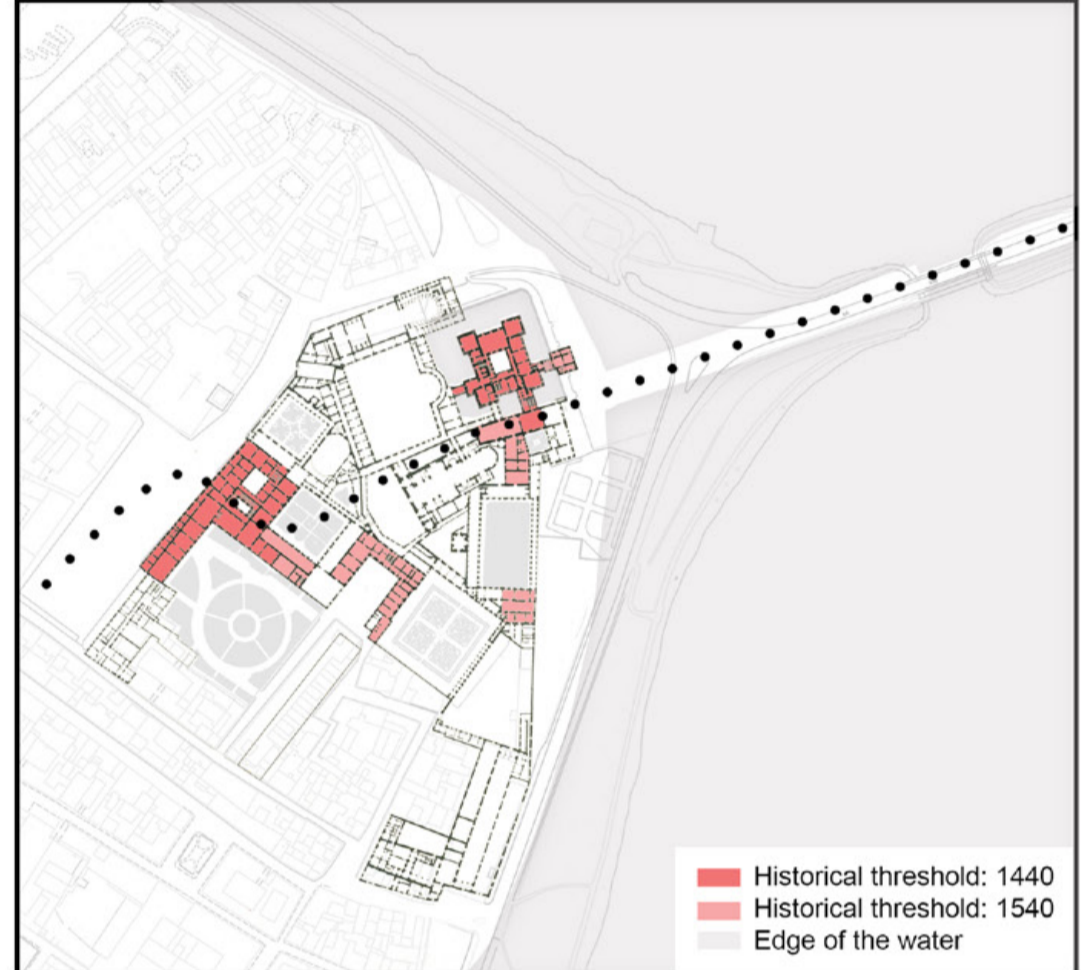 Historical threshold: 1440
Historical threshold: 1540
Edge of the water